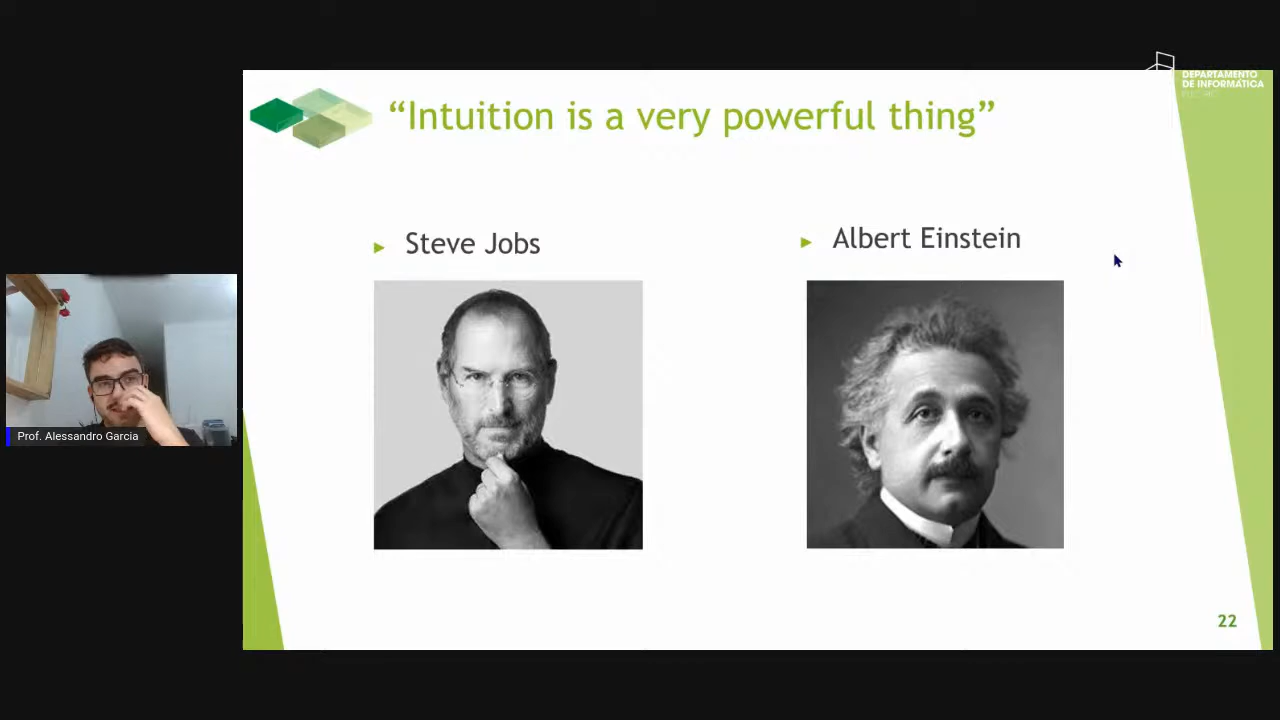 DEPARTAMENTO
DE INFORMÁTICA
“Intuition is a very powerful thing”
► Steve Jobs
► Albert Einstein
Prof. Alessandro Garcia
22